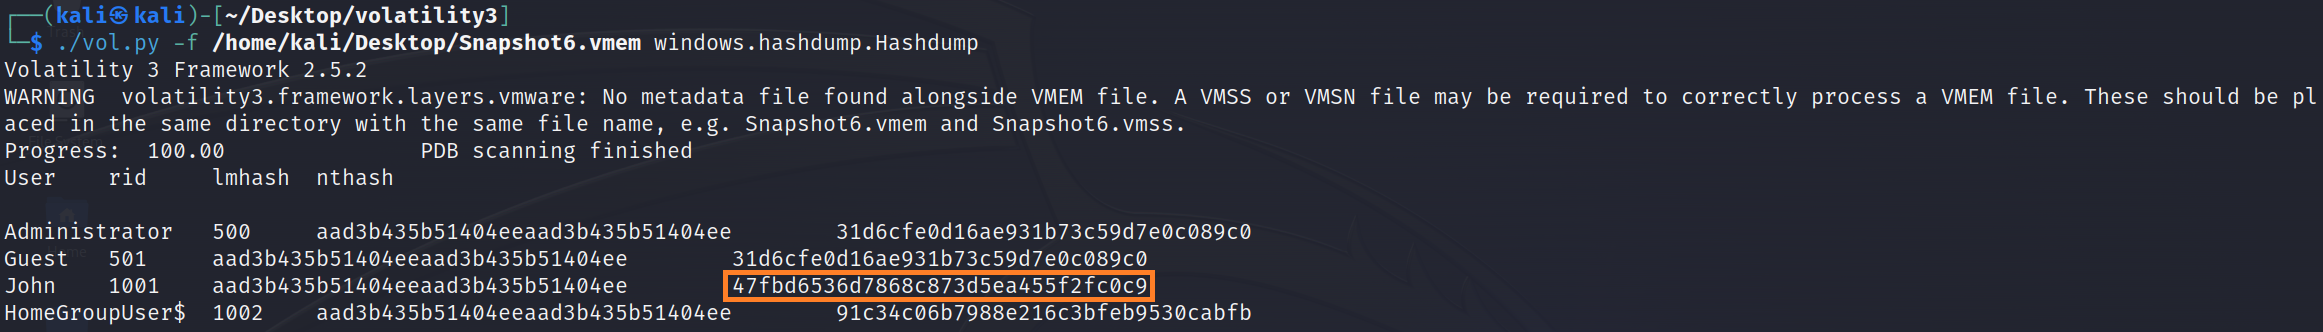 ┌──(kali㉿kali)-[~/Desktop/volatility3]
└─$ ./vol.py -f /home/kali/Desktop/Snapshot6.vmem windows.hashdump.Hashdump
Volatility 3 Framework 2.5.2
WARNING  volatility3.framework.layers.vmware: No metadata file found alongside VMEM file. A VMSS or VMSN file may be required to correctly process a VMEM file. These should be pl
aced in the same directory with the same file name, e.g. Snapshot6.vmem and Snapshot6.vmss.
Progress:  100.00               PDB scanning finished
User    rid     lmhash  nthash
Administrator   500     aad3b435b51404eeaad3b435b51404ee        31d6cfe0d16ae931b73c59d7e0c089c0
Guest   501     aad3b435b51404eeaad3b435b51404ee        31d6cfe0d16ae931b73c59d7e0c089c0
John    1001    aad3b435b51404eeaad3b435b51404ee        47fbd6536d7868c873d5ea455f2fc0c9
HomeGroupUser$  1002    aad3b435b51404eeaad3b435b51404ee        91c34c06b7988e216c3bfeb9530cabfb